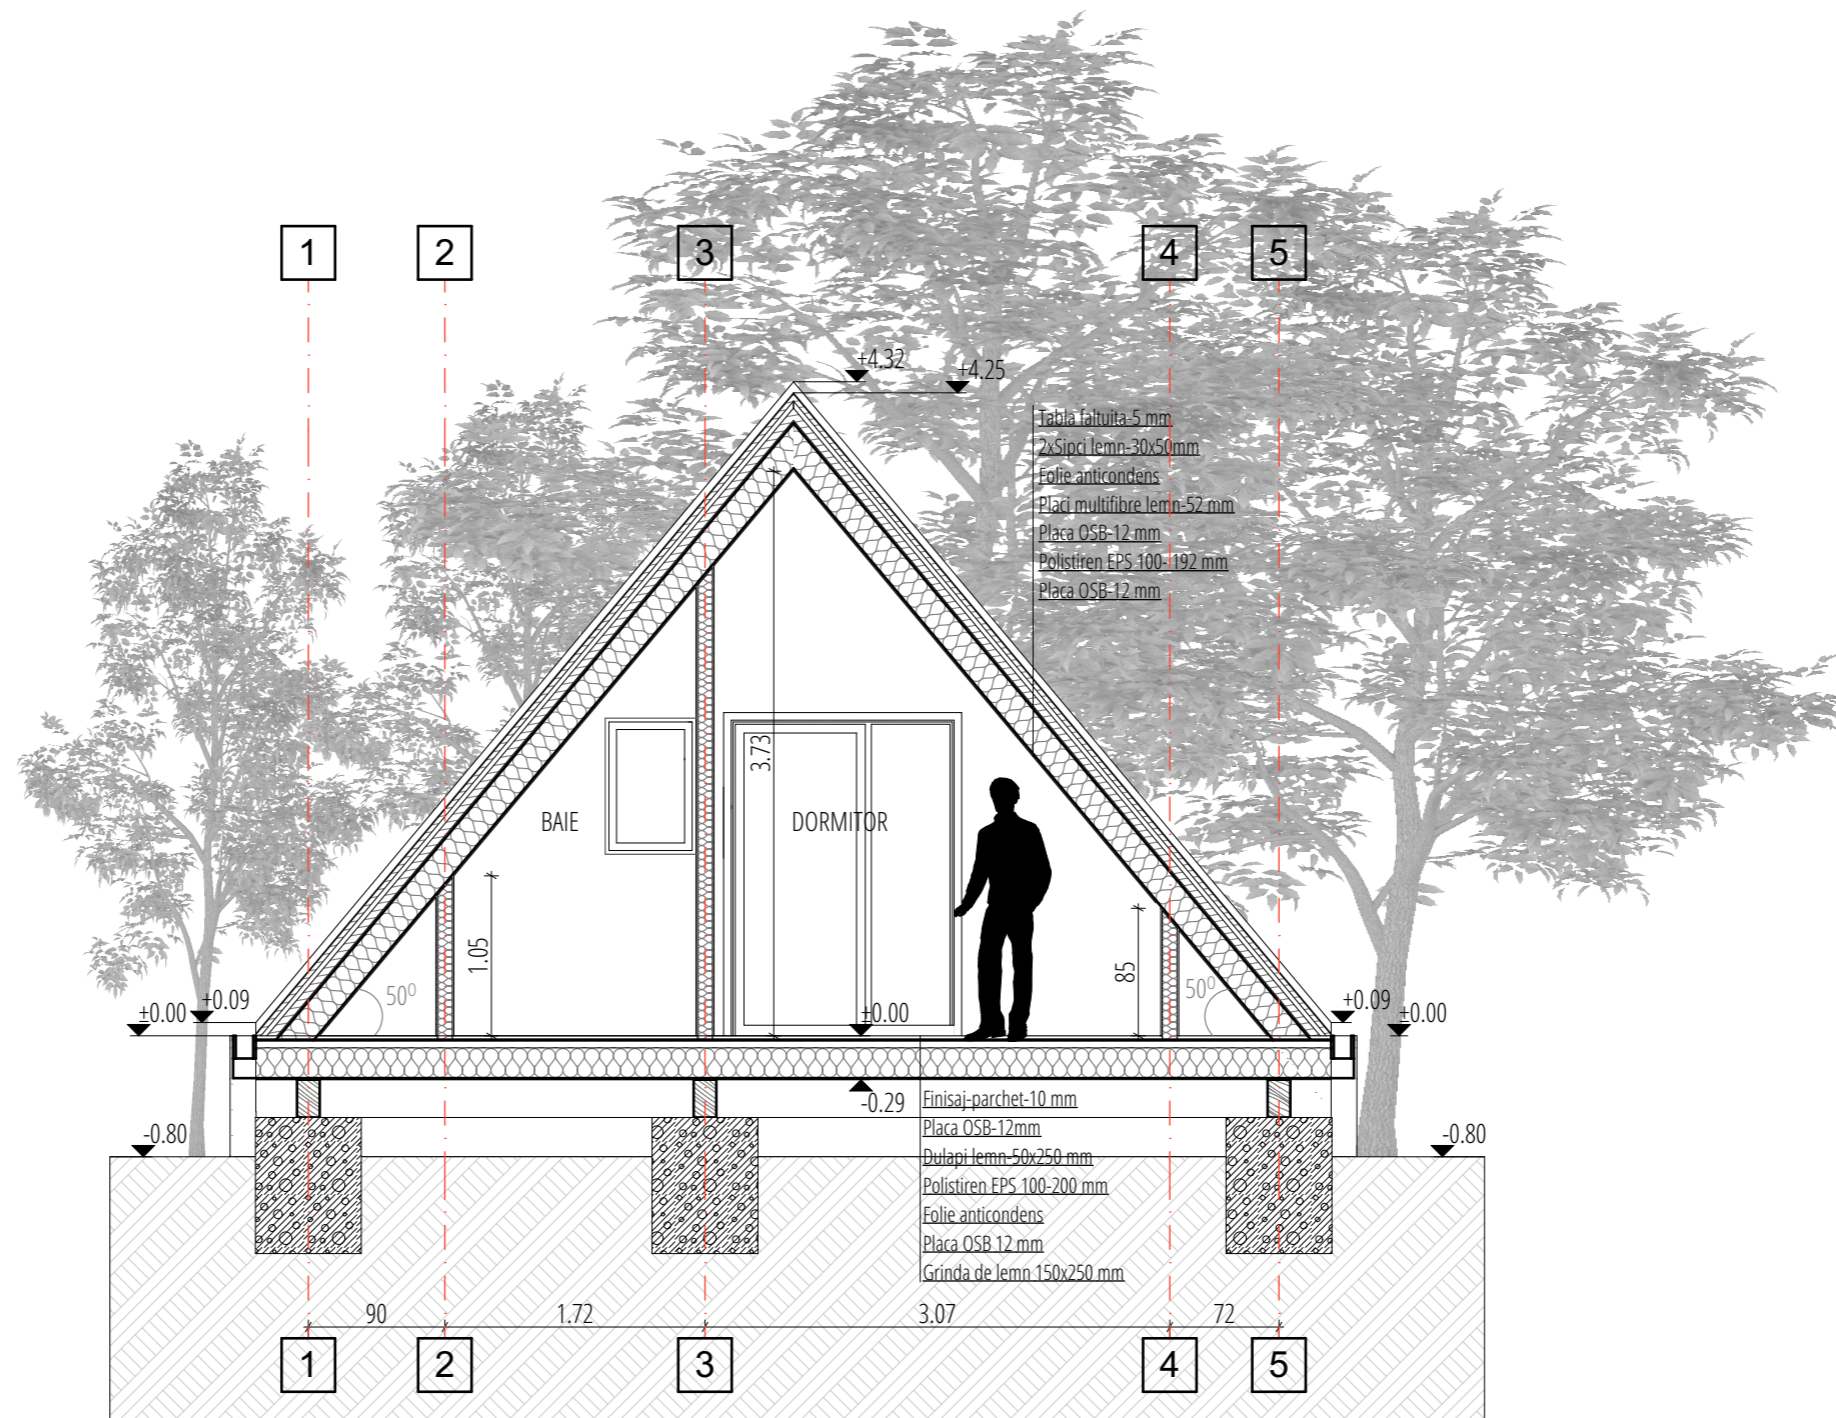 1 2 3 4 5
+4.32
+4.25
Tabla faltuita-5 mm
2xSipci lemn-30x50mm
Folie anticondens
Placi multifibre lemn-52 mm
Placa OSB-12 mm
Polistiren EPS 100-192 mm
Placa OSB-12 mm
3.73
BAIE
DORMITOR
1.05
85
50⁰
50⁰
±0.00
+0.09
±0.00
+0.09
±0.00
-0.29
-0.80
-0.80
Finisaj-parchet-10 mm
Placa OSB-12mm
Dulapi lemn-50x250 mm
Polistiren EPS 100-200 mm
Folie anticondens
Placa OSB 12 mm
Grinda de lemn 150x250 mm
90 1.72 3.07 72
1 2 3 4 5